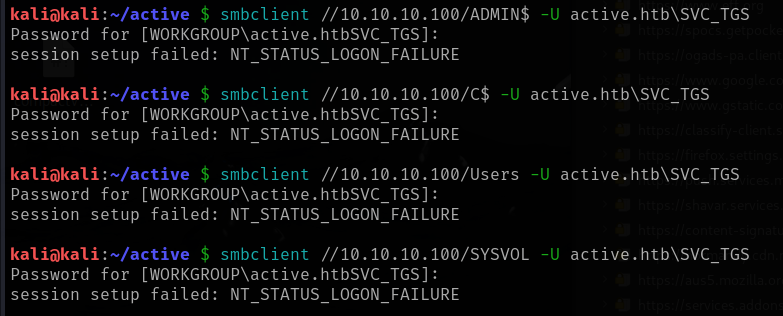 kali@kali:~/active $ smbclient //10.10.10.100/ADMIN$ -U active.htb\SVC_TGS
Password for [WORKGROUP\active.htbSVC_TGS]:
session setup failed: NT_STATUS_LOGON_FAILURE
kali@kali:~/active $ smbclient //10.10.10.100/C$ -U active.htb\SVC_TGS
Password for [WORKGROUP\active.htbSVC_TGS]:
session setup failed: NT_STATUS_LOGON_FAILURE
kali@kali:~/active $ smbclient //10.10.10.100/Users -U active.htb\SVC_TGS
Password for [WORKGROUP\active.htbSVC_TGS]:
session setup failed: NT_STATUS_LOGON_FAILURE
kali@kali:~/active $ smbclient //10.10.10.100/SYSVOL -U active.htb\SVC_TGS
Password for [WORKGROUP\active.htbSVC_TGS]:
session setup failed: NT_STATUS_LOGON_FAILURE